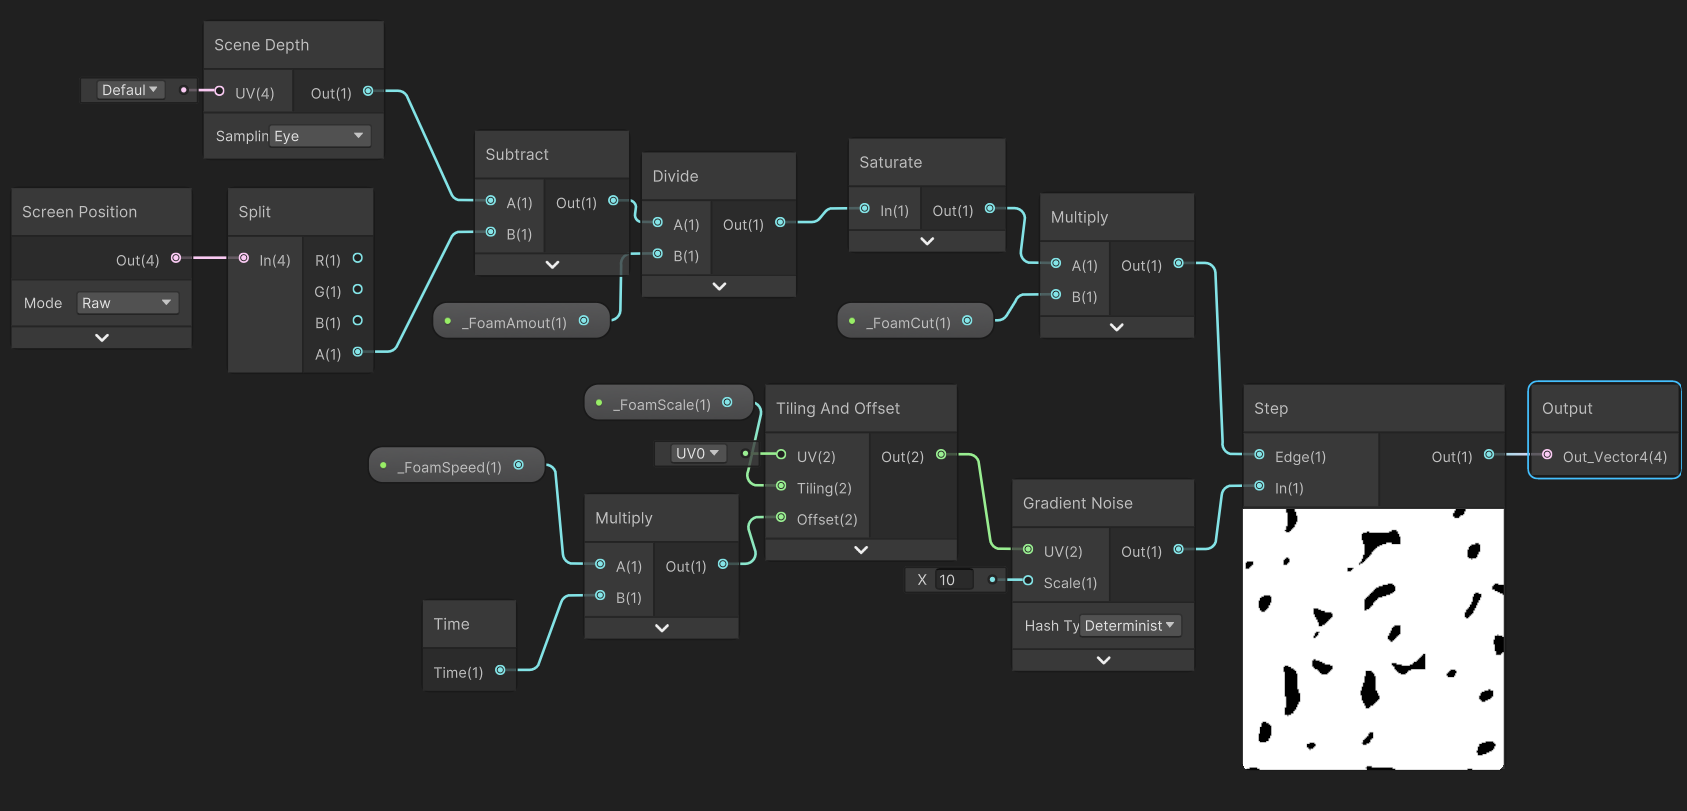 Scene Depth
Defaul
UV(4)
Out(1)
Samplin
Eye
Screen Position
Out(4)
Mode
Raw
Split
In(4)
R(1)
G(1)
B(1)
A(1)
Subtract
A(1)
Out(1)
B(1)
_FoamAmout(1)
Divide
A(1)
Out(1)
B(1)
Saturate
In(1)
Out(1)
_FoamCut(1)
Multiply
A(1)
Out(1)
B(1)
_FoamScale(1)
UV0
_FoamSpeed(1)
Tiling And Offset
UV(2)
Out(2)
Tiling(2)
Offset(2)
Multiply
A(1)
Out(1)
B(1)
Time
Time(1)
Gradient Noise
UV(2)
Out(1)
X 10
Scale(1)
Hash Ty
Determinist
Step
Edge(1)
Out(1)
In(1)
Output
Out_Vector4(4)